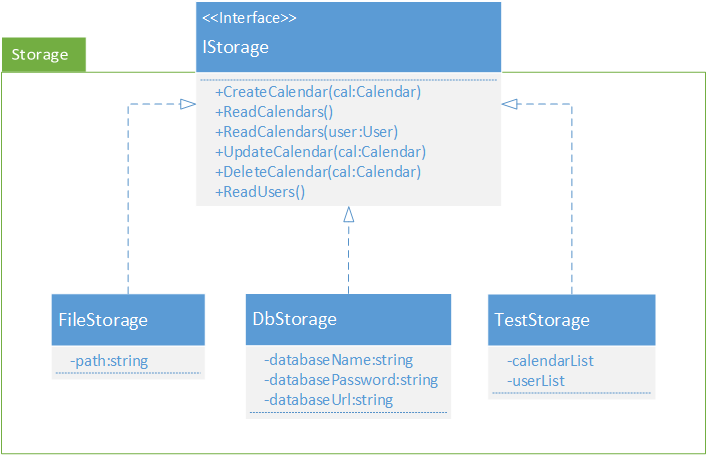 <<Interface>>
IStorage
Storage
+CreateCalendar(cal:Calendar)
+ReadCalendars()
+ReadCalendars(user:User)
+UpdateCalendar(cal:Calendar)
+DeleteCalendar(cal:Calendar)
+ReadUsers()
FileStorage
-path:string
DbStorage
-databaseName:string
-databasePassword:string
-databaseUrl:string
TestStorage
-calendarList
-userList